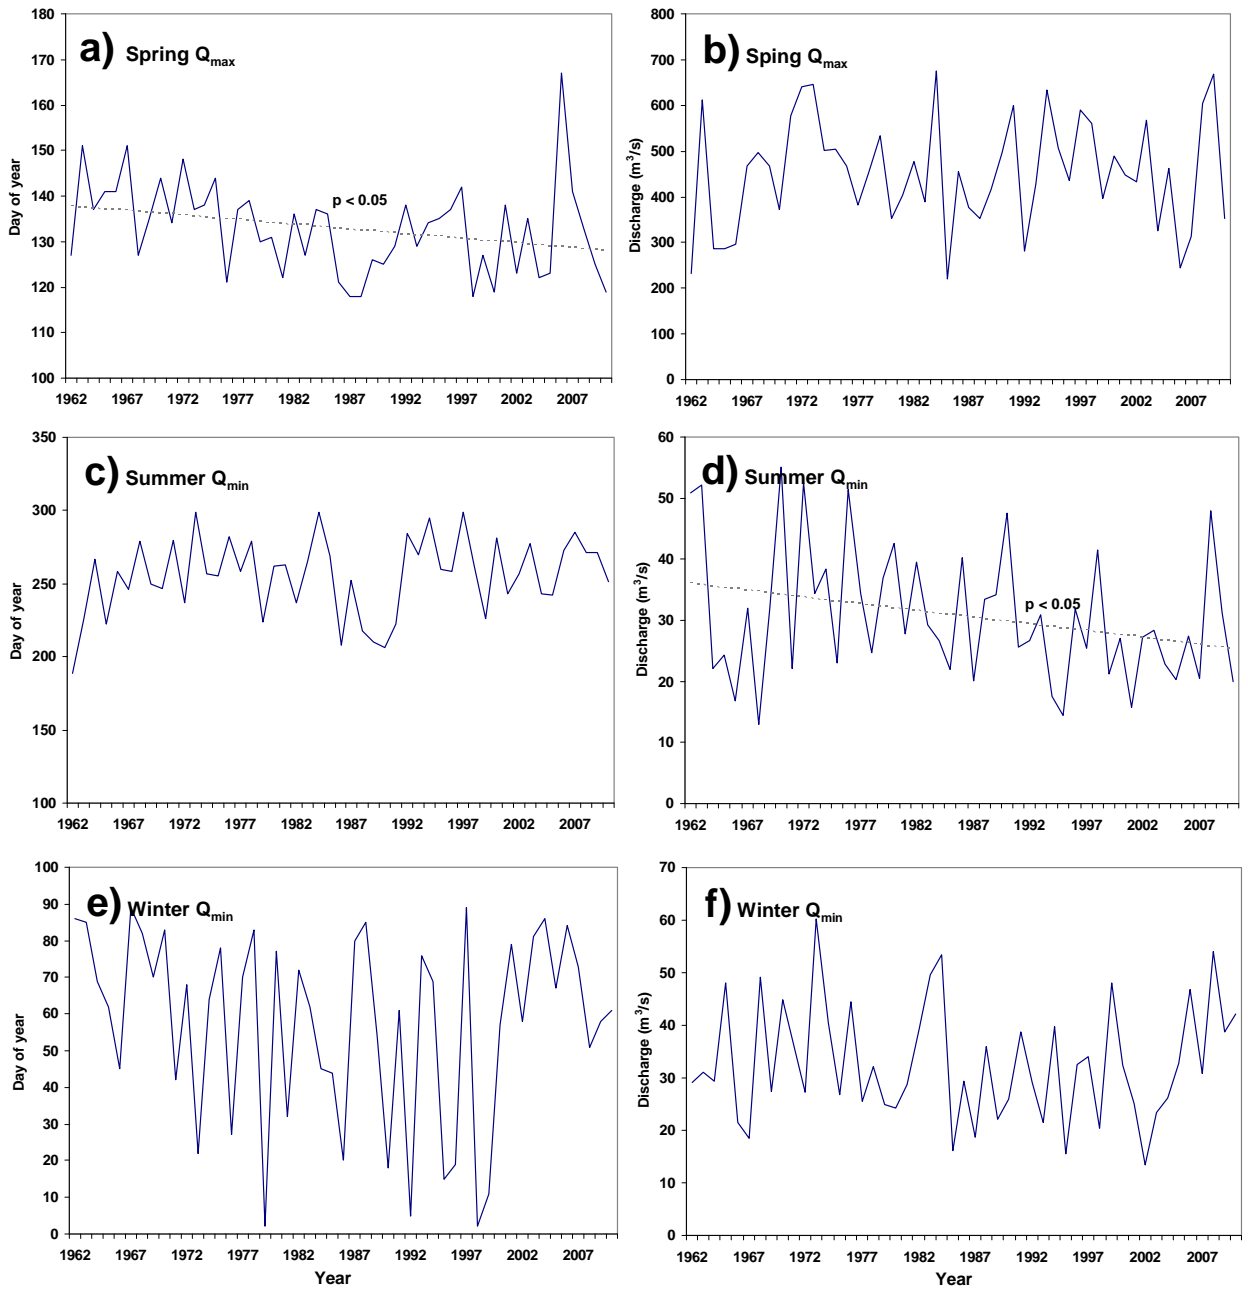 a) Spring Qmax
180
170
160
150
140
130
120
110
100
Day of year
p < 0.05
1962 1967 1972 1977 1982 1987 1992 1997 2002 2007
b) Sping Qmax
800
700
600
500
400
300
200
100
0
Discharge (m³/s)
1962 1967 1972 1977 1982 1987 1992 1997 2002 2007
c) Summer Qmin
350
300
250
200
150
100
Day of year
1962 1967 1972 1977 1982 1987 1992 1997 2002 2007
d) Summer Qmin
60
50
40
30
20
10
0
Discharge (m³/s)
p < 0.05
1962 1967 1972 1977 1982 1987 1992 1997 2002 2007
e) Winter Qmin
100
90
80
70
60
50
40
30
20
10
0
Day of year
1962 1967 1972 1977 1982 1987 1992 1997 2002 2007
Year
f) Winter Qmin
70
60
50
40
30
20
10
0
Discharge (m³/s)
1962 1967 1972 1977 1982 1987 1992 1997 2002 2007
Year